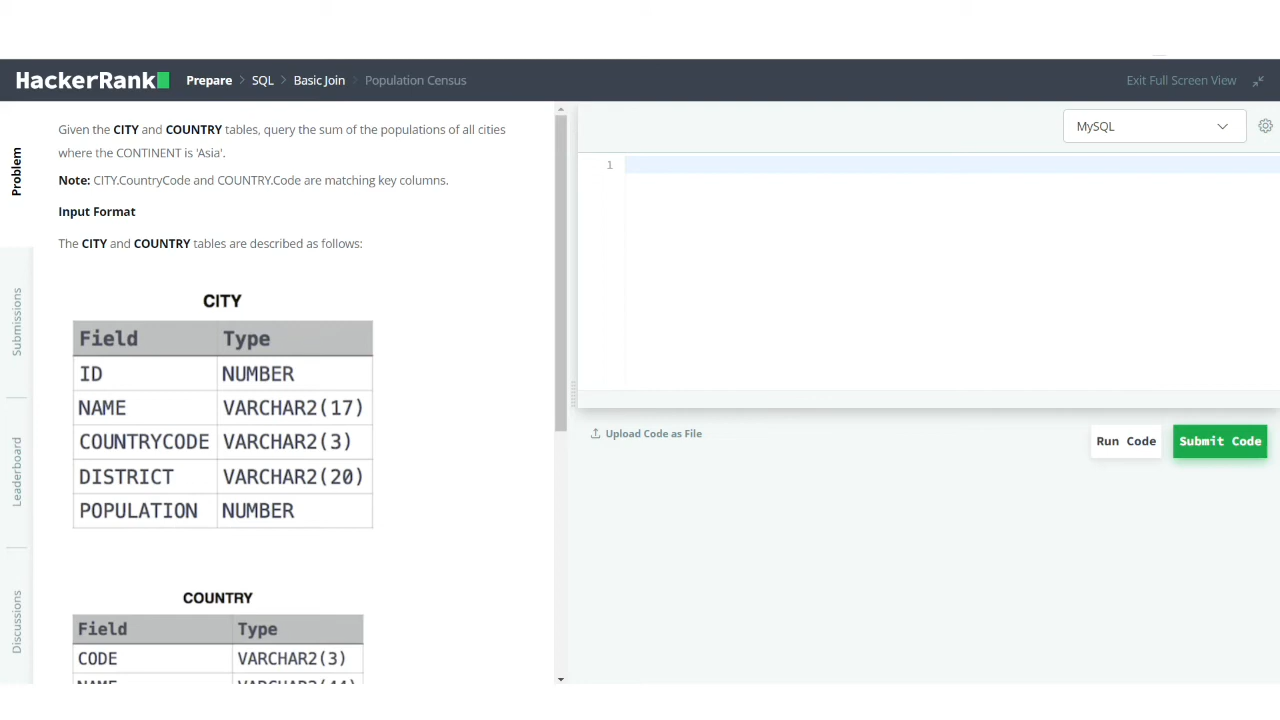 HackerRank Prepare > SQL > Basic Join > Population Census Exit Full Screen View
Problem
Submissions
Leaderboard
Discussions
Given the CITY and COUNTRY tables, query the sum of the populations of all cities
where the CONTINENT is 'Asia'.
Note: CITY.CountryCode and COUNTRY.Code are matching key columns.
Input Format
The CITY and COUNTRY tables are described as follows:
CITY
Field Type
ID NUMBER
NAME VARCHAR2(17)
COUNTRYCODE VARCHAR2(3)
DISTRICT VARCHAR2(20)
POPULATION NUMBER
COUNTRY
Field Type
CODE VARCHAR2(3)
NAME VARCHAR2(44)
MySQL
1
Upload Code as File
Run Code
Submit Code